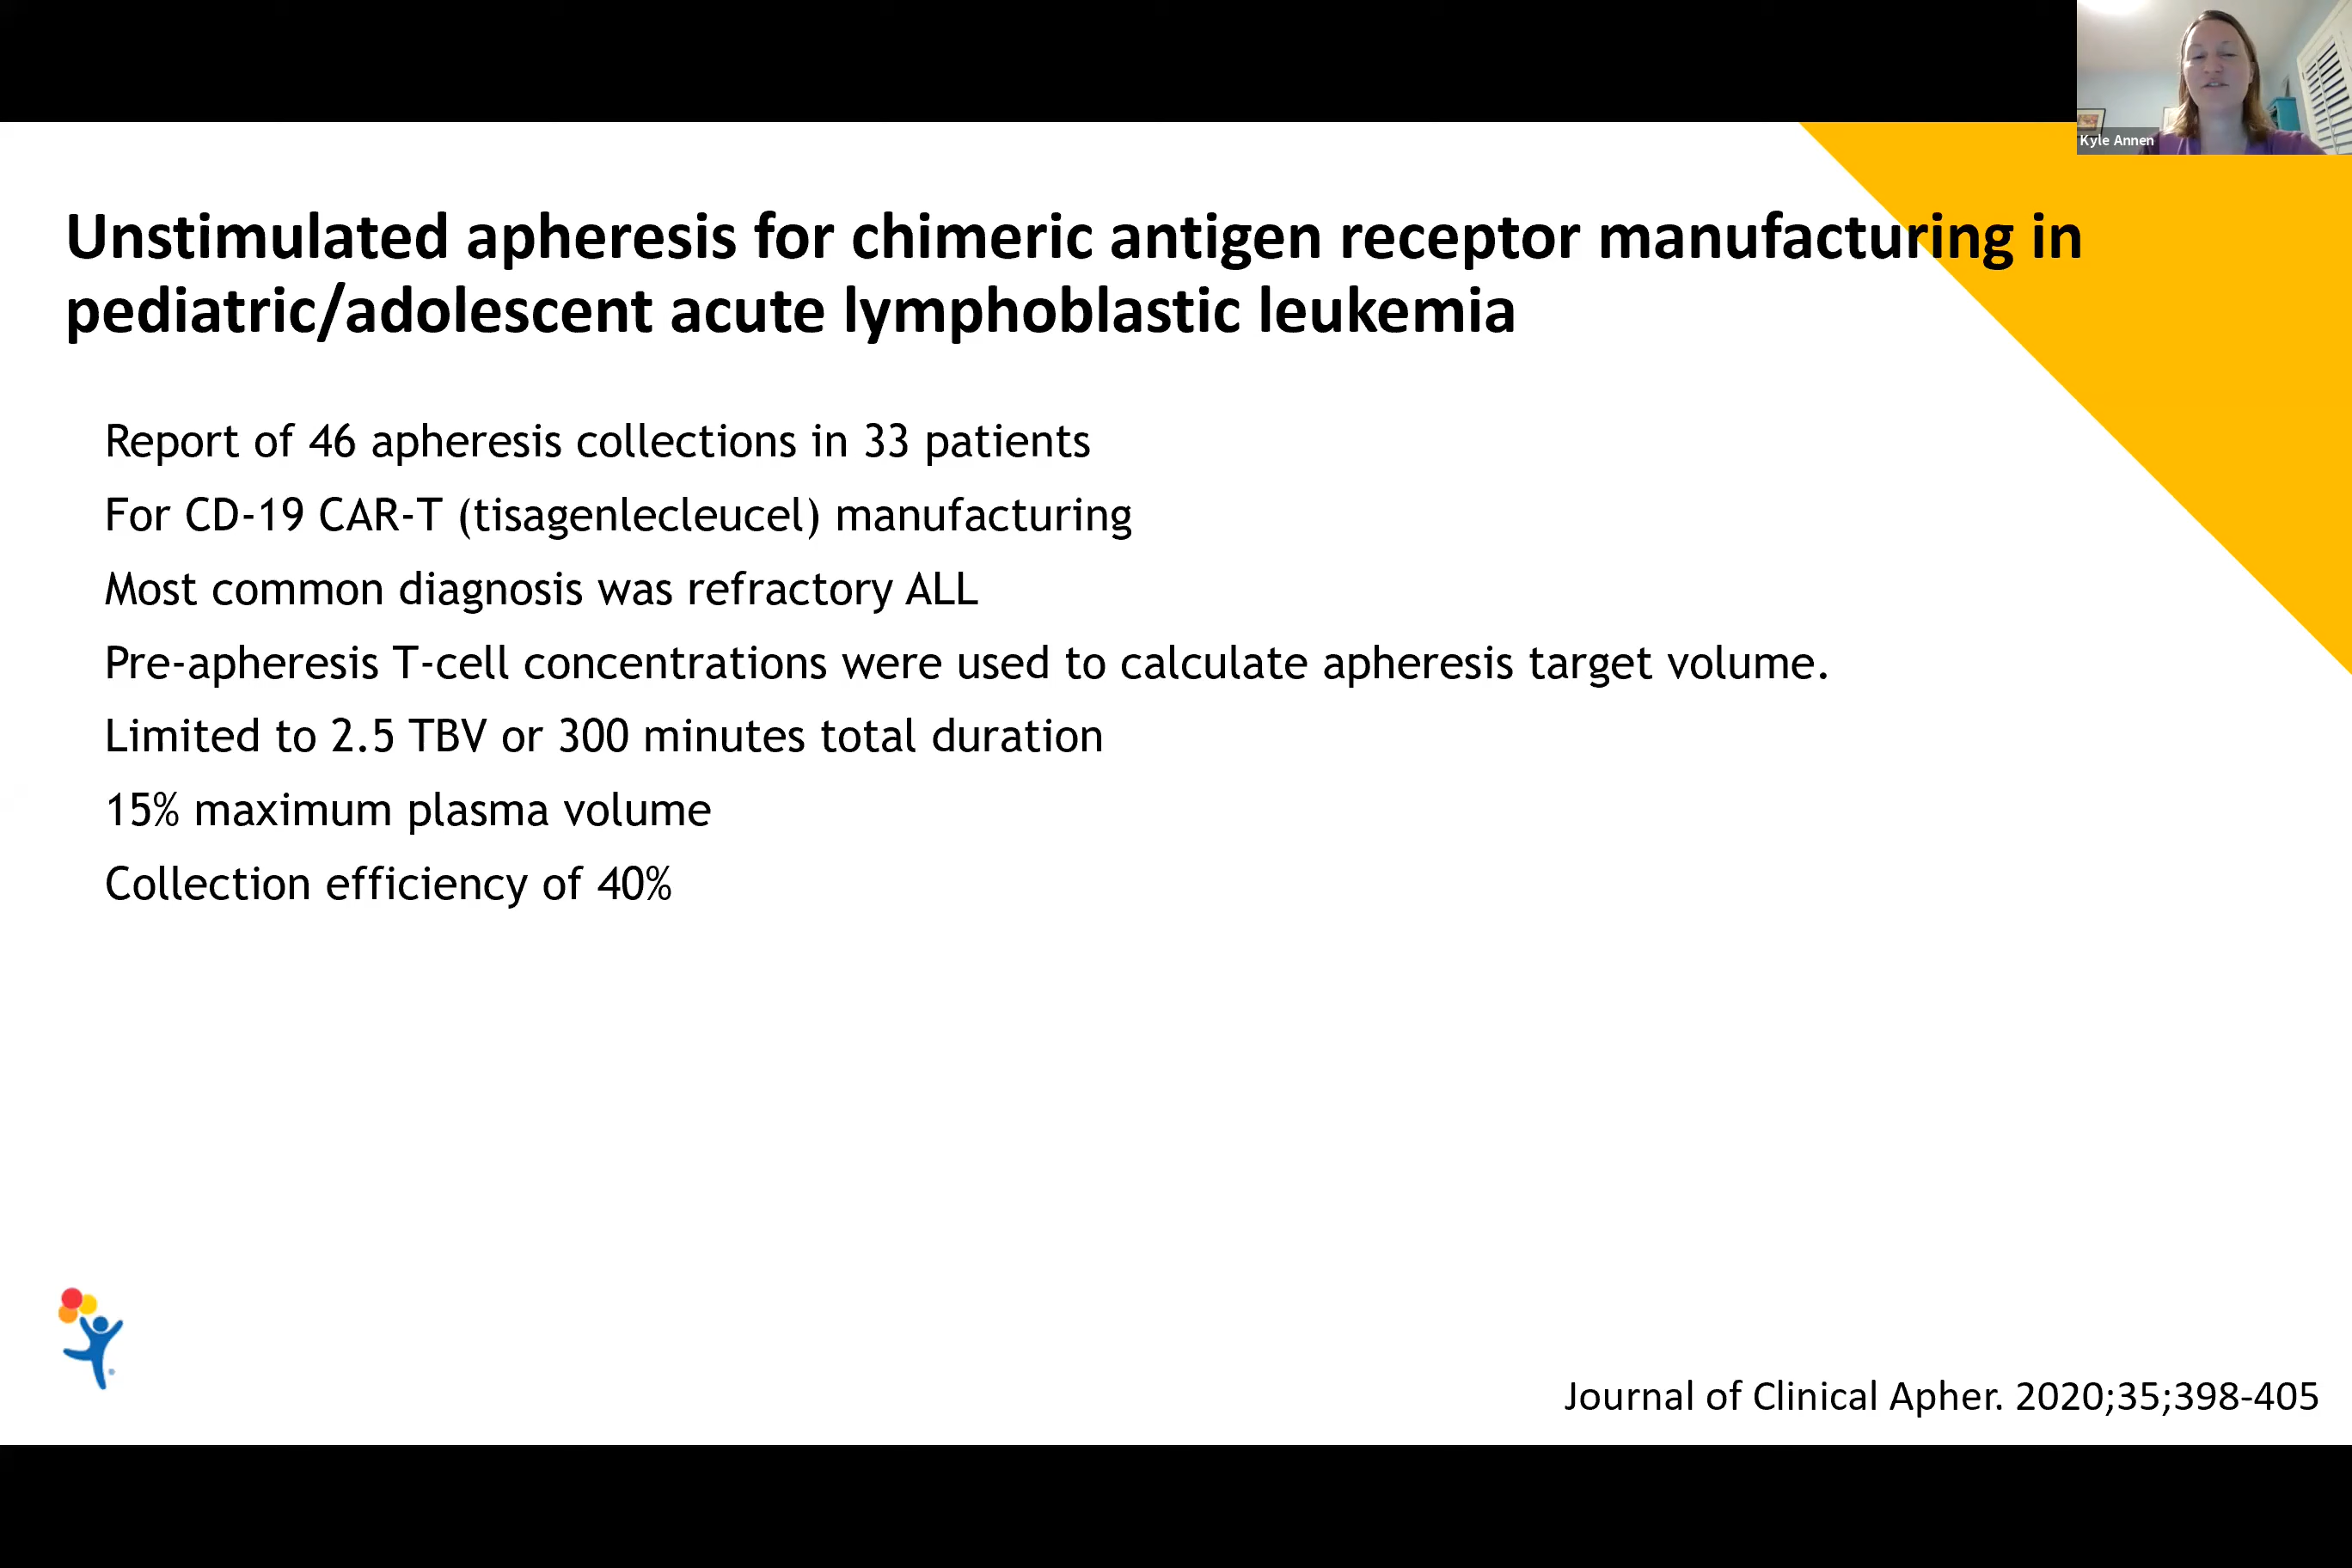 Kyle Annen
Unstimulated apheresis for chimeric antigen receptor manufacturing in
pediatric/adolescent acute lymphoblastic leukemia
Report of 46 apheresis collections in 33 patients
For CD-19 CAR-T (tisagenlecleucel) manufacturing
Most common diagnosis was refractory ALL
Pre-apheresis T-cell concentrations were used to calculate apheresis target volume.
Limited to 2.5 TBV or 300 minutes total duration
15% maximum plasma volume
Collection efficiency of 40%
Journal of Clinical Apher. 2020;35;398-405